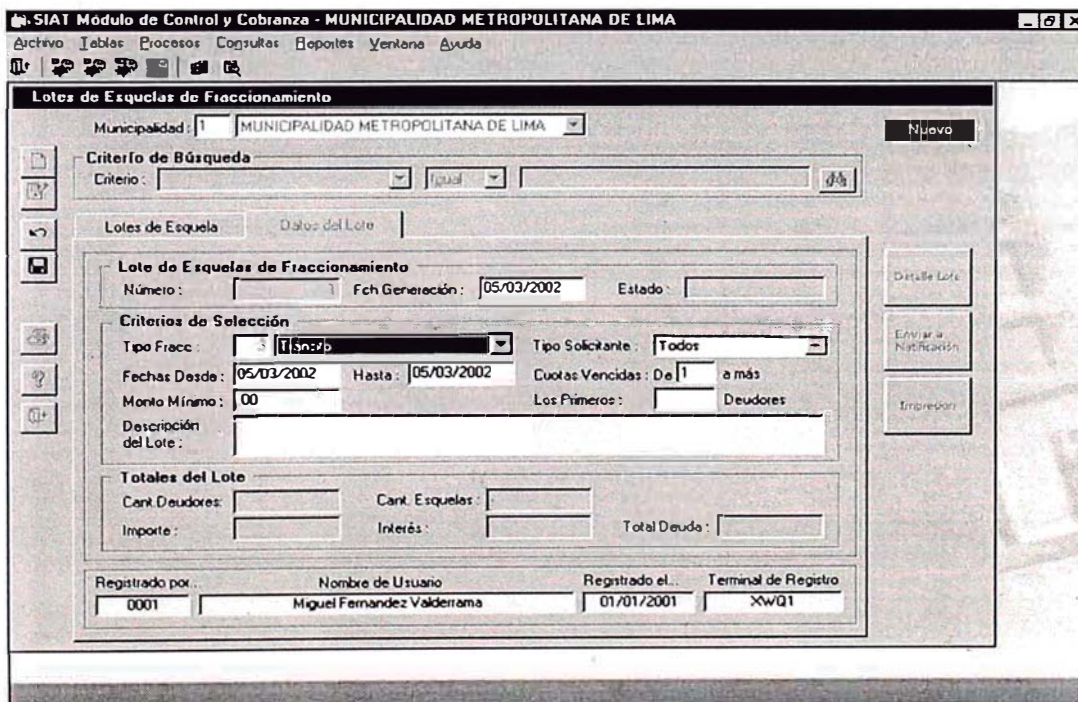 SIAT Módulo de Control y Cobranza - MUNICIPALIDAD METROPOLITANA DE LIMA
Archivo Tablas Procesos Consultas Reportes Ventana Ayuda
Lotes de Esquelas de Fraccionamiento
Municipalidad : 1 MUNICIPALIDAD METROPOLITANA DE LIMA
Nuevo
Criterio de Búsqueda
Criterio : Igual
Lotes de Esquela Datos del Lote
Lote de Esquelas de Fraccionamiento
Número : 1 Fch Generación : 05/03/2002 Estado :
Detalle Lote
Criterios de Selección
Tipo Fracc : 3 Tránsito Tipo Solicitante : Todos
Enviar a Notificación
Fechas Desde : 05/03/2002 Hasta : 05/03/2002 Cuotas Vencidas : De 1 a más
Monto Mínimo : 00 Los Primeros : Deudores
Impresion
Descripción
del Lote :
Totales del Lote
Cant.Deudores: Cant. Esquelas :
Importe : Interés : Total Deuda :
Registrado por... Nombre de Usuario Registrado el... Terminal de Registro
0001 Miguel Fernandez Valderrama 01/01/2001 XWQ1